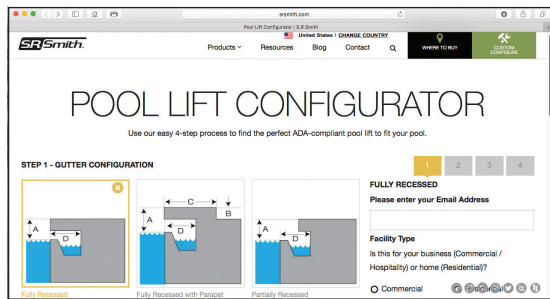 srsmith.com
Pool Lift Configurator | S.R.Smith
United States | CHANGE COUNTRY
SRSmith.
Products
Resources
Blog
Contact
WHERE TO BUY
CUSTOM
CONFIGURE
POOL LIFT CONFIGURATOR
Use our easy 4-step process to find the perfect ADA-compliant pool lift to fit your pool.
STEP 1 - GUTTER CONFIGURATION
1 2 3 4
A D
Fully Recessed
A C B D
Fully Recessed with Parapet
A D
Partially Recessed
FULLY RECESSED
Please enter your Email Address
Facility Type
Is this for your business (Commercial /
Hospitality) or home (Residential)?
Commercial
Residential